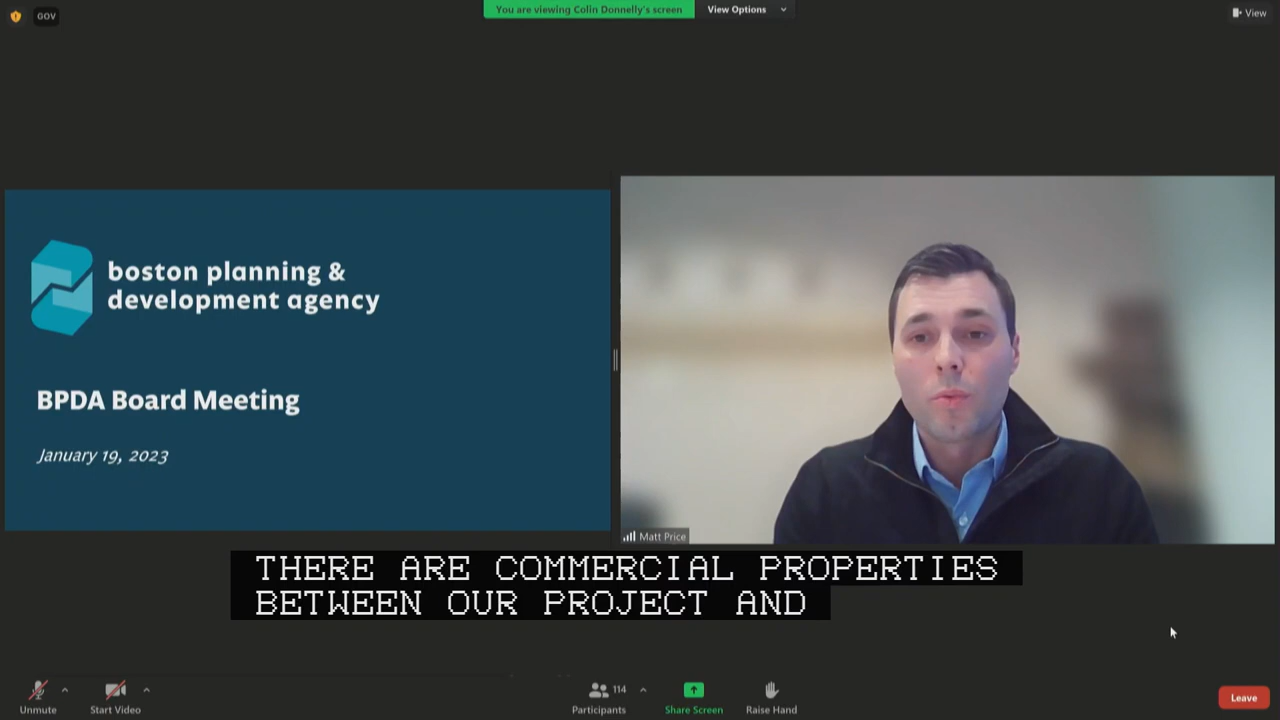 GOV
You are viewing Colin Donnelly's screen
View Options
View
boston planning &
development agency
BPDA Board Meeting
January 19, 2023
Matt Price
THERE ARE COMMERCIAL PROPERTIES
BETWEEN OUR PROJECT AND
Unmute
Start Video
114
Participants
Share Screen
Raise Hand
Leave